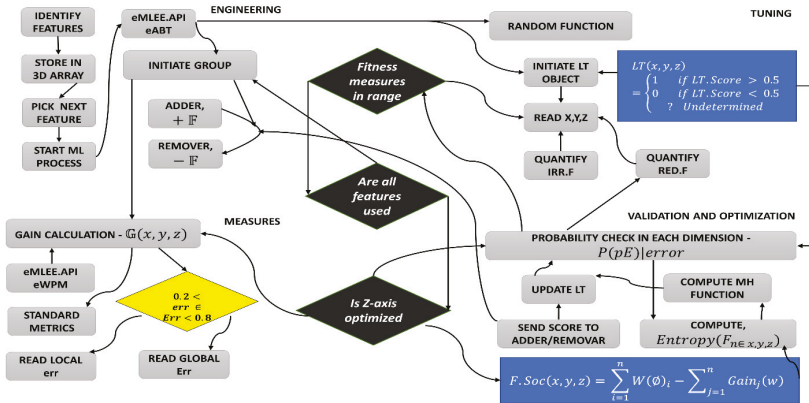 IDENTIFY
FEATURES
STORE IN
3D ARRAY
PICK NEXT
FEATURE
START ML
PROCESS
eMLEE.API
eABT
ENGINEERING
INITIATE GROUP
ADDER,
+ 𝔽
REMOVER,
− 𝔽
RANDOM FUNCTION
TUNING
Fitness
measures
in range
INITIATE LT
OBJECT
READ X,Y,Z
QUANTIFY
IRR.F
QUANTIFY
RED.F
LT(x, y, z)
= { 1 if LT.Score > 0.5
0 if LT.Score < 0.5
? Undetermined
Are all
features
used
MEASURES
GAIN CALCULATION - 𝔾(x, y, z)
eMLEE.API
eWPM
STANDARD
METRICS
0.2 <
err ∈
Err < 0.8
READ LOCAL
err
READ GLOBAL
Err
Is Z-axis
optimized
VALIDATION AND OPTIMIZATION
PROBABILITY CHECK IN EACH DIMENSION -
P(pE)|error
UPDATE LT
COMPUTE MH
FUNCTION
SEND SCORE TO
ADDER/REMOVAR
COMPUTE,
Entropy(F_{n∈ x,y,z})
F.Soc(x, y, z) = ∑_{i=1}^{n} W(∅)_i − ∑_{j=1}^{n} Gain_j(w)